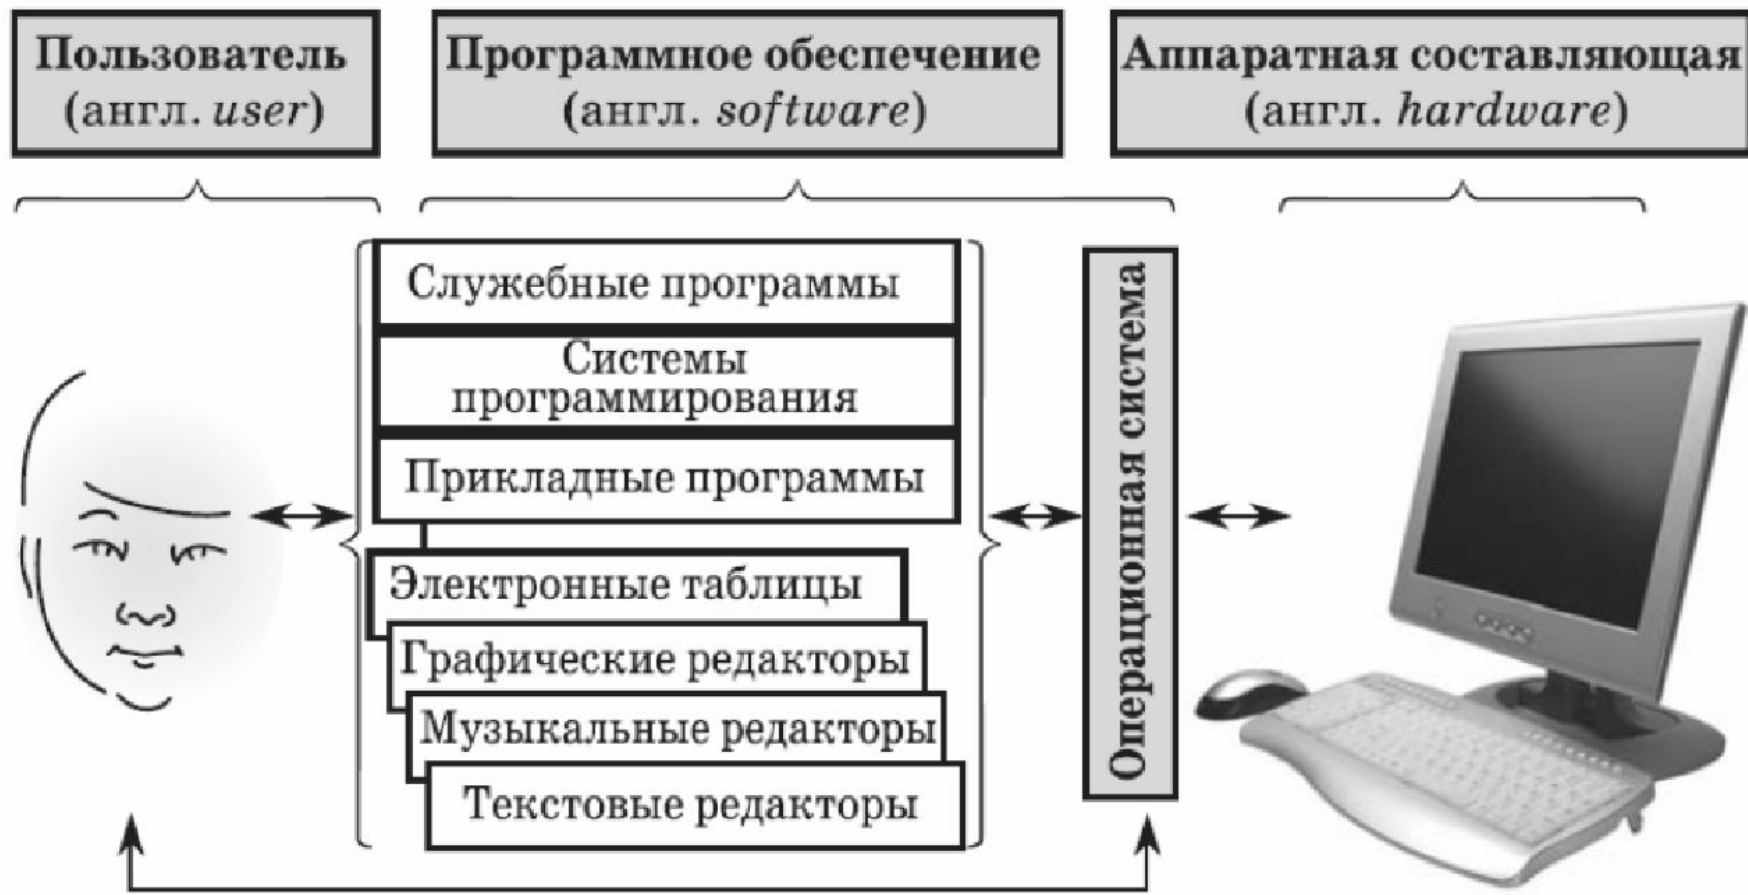 Пользователь
(англ. user)
Программное обеспечение
(англ. software)
Аппаратная составляющая
(англ. hardware)
Служебные программы
Системы
программирования
Прикладные программы
Электронные таблицы
Графические редакторы
Музыкальные редакторы
Текстовые редакторы
Операционная система